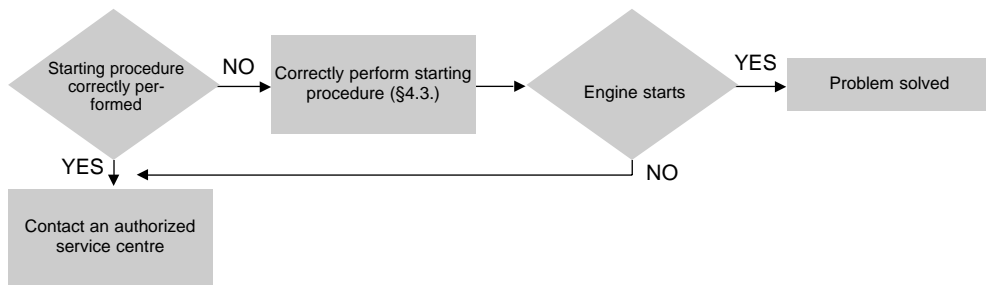 Starting procedure
correctly per-
formed
NO
Correctly perform starting
procedure (§4.3.)
Engine starts
YES
Problem solved
YES
NO
Contact an authorized
service centre